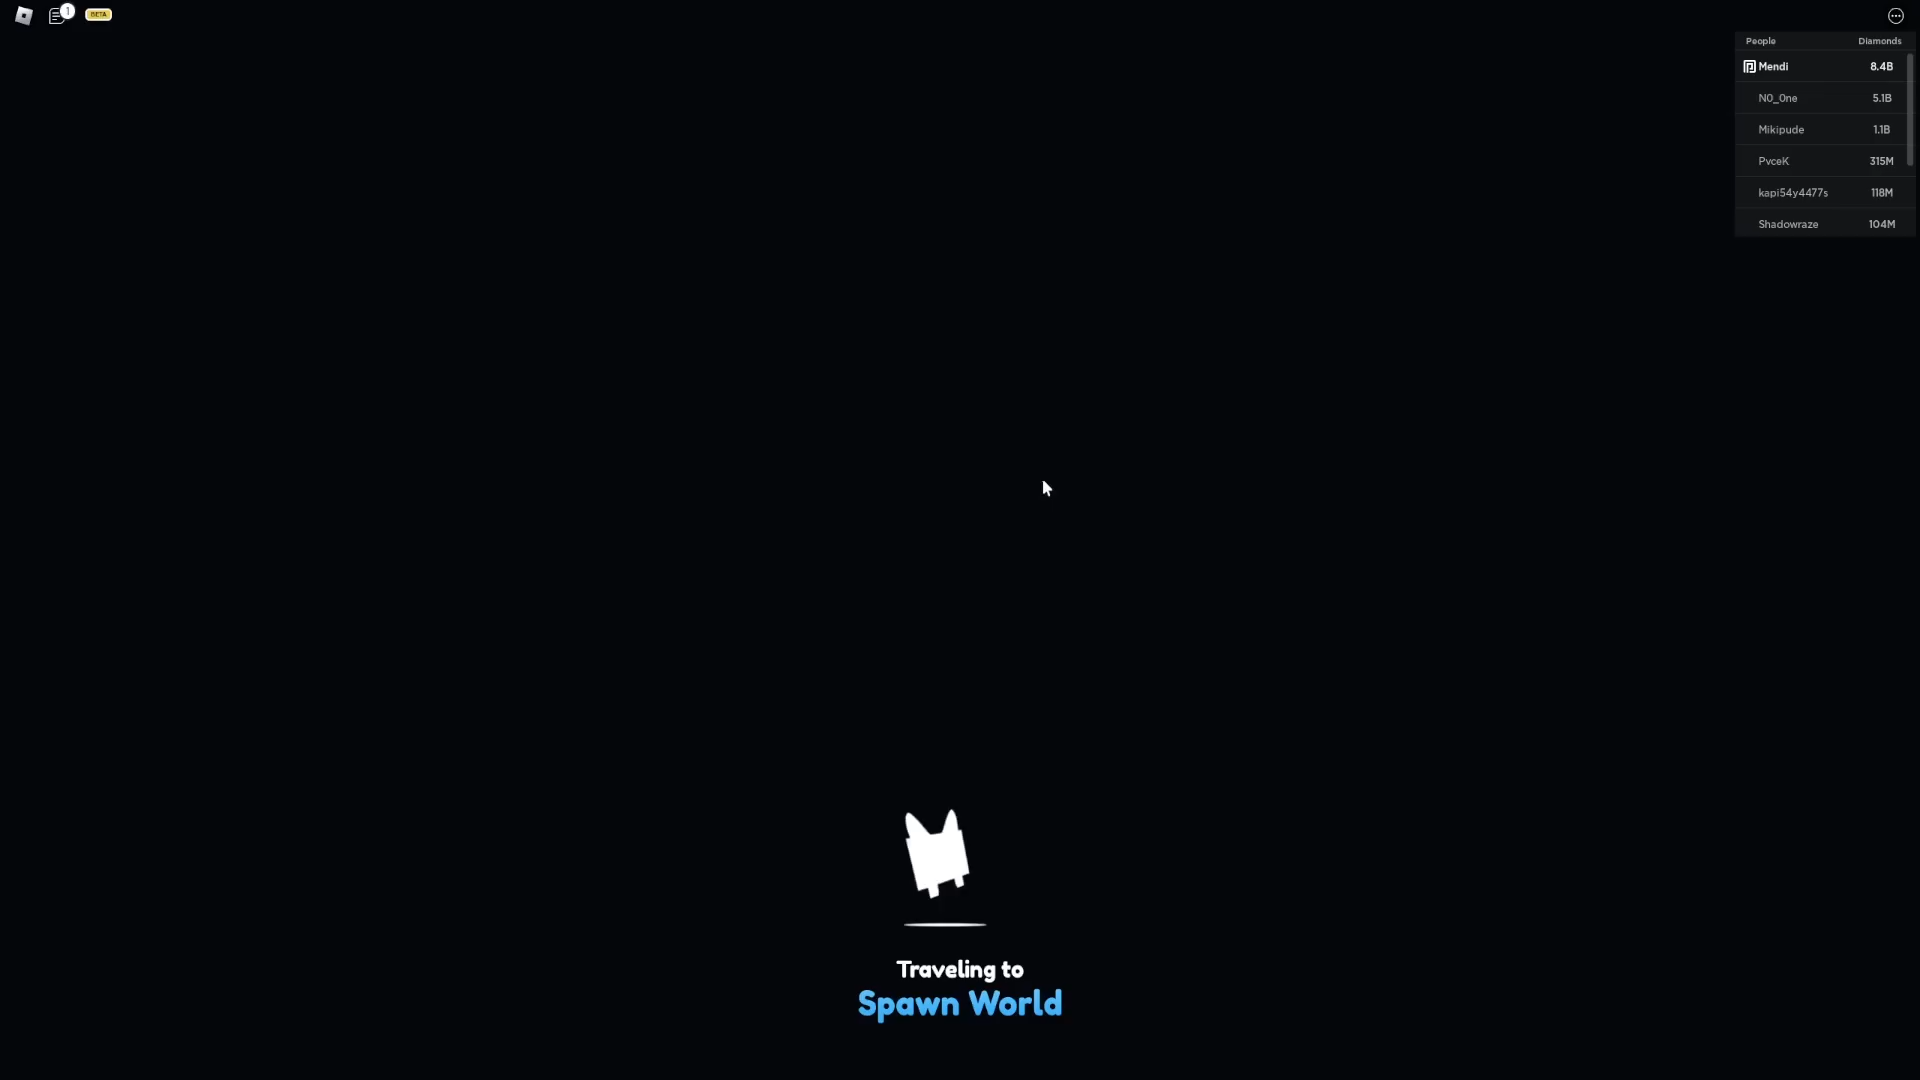 1
BETA
People Diamonds
Mendi 8.4B
N0_0ne 5.1B
Mikipude 1.1B
PvceK 315M
kapi54y4477s 118M
Shadowraze 104M
Traveling to
Spawn World